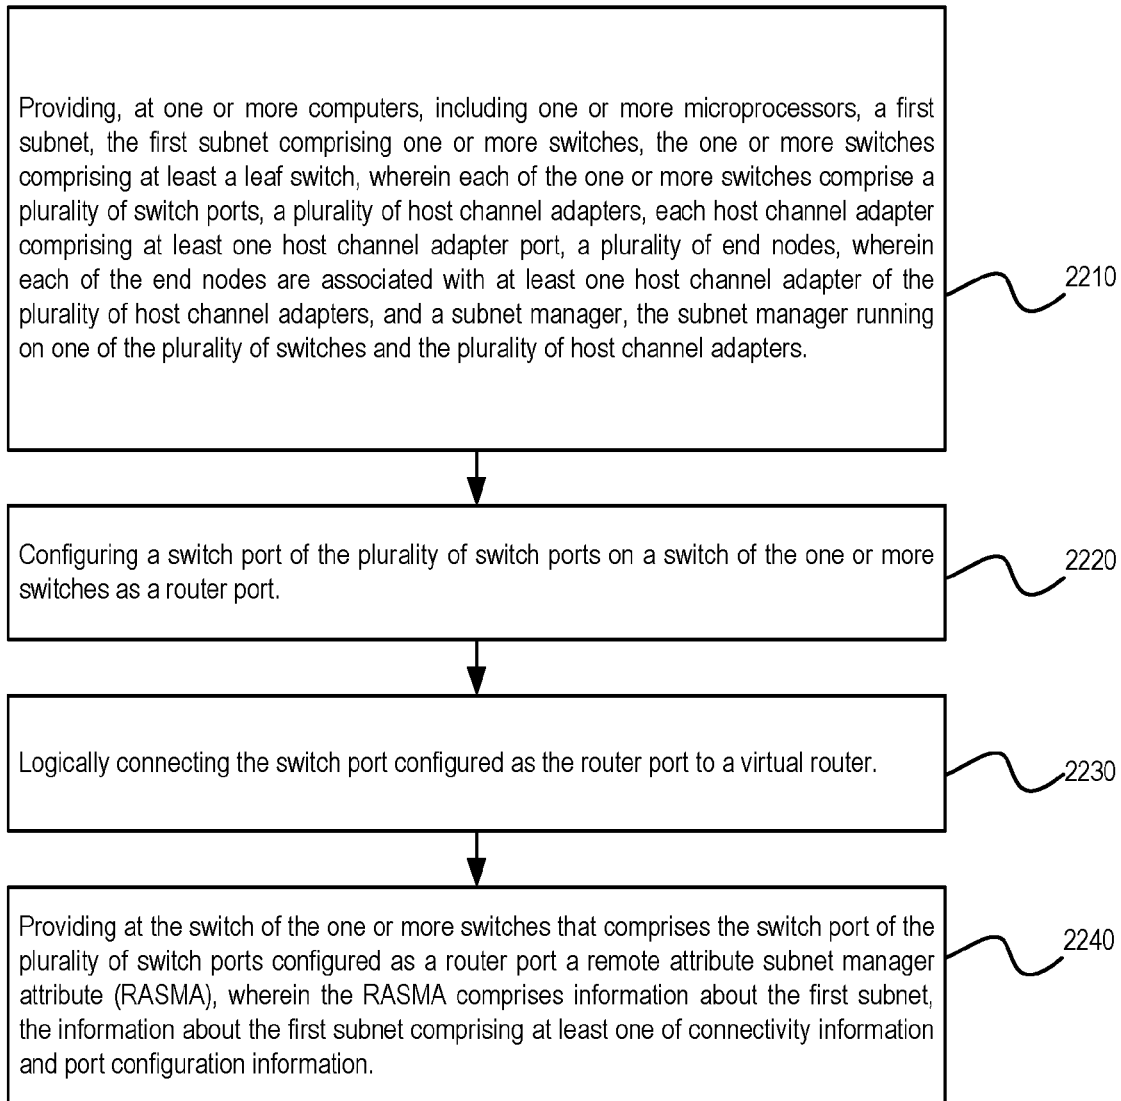 Providing, at one or more computers, including one or more microprocessors, a first
subnet, the first subnet comprising one or more switches, the one or more switches
comprising at least a leaf switch, wherein each of the one or more switches comprise a
plurality of switch ports, a plurality of host channel adapters, each host channel adapter
comprising at least one host channel adapter port, a plurality of end nodes, wherein
each of the end nodes are associated with at least one host channel adapter of the
plurality of host channel adapters, and a subnet manager, the subnet manager running
on one of the plurality of switches and the plurality of host channel adapters.
2210
Configuring a switch port of the plurality of switch ports on a switch of the one or more
switches as a router port.
2220
Logically connecting the switch port configured as the router port to a virtual router.
2230
Providing at the switch of the one or more switches that comprises the switch port of the
plurality of switch ports configured as a router port a remote attribute subnet manager
attribute (RASMA), wherein the RASMA comprises information about the first subnet,
the information about the first subnet comprising at least one of connectivity information
and port configuration information.
2240